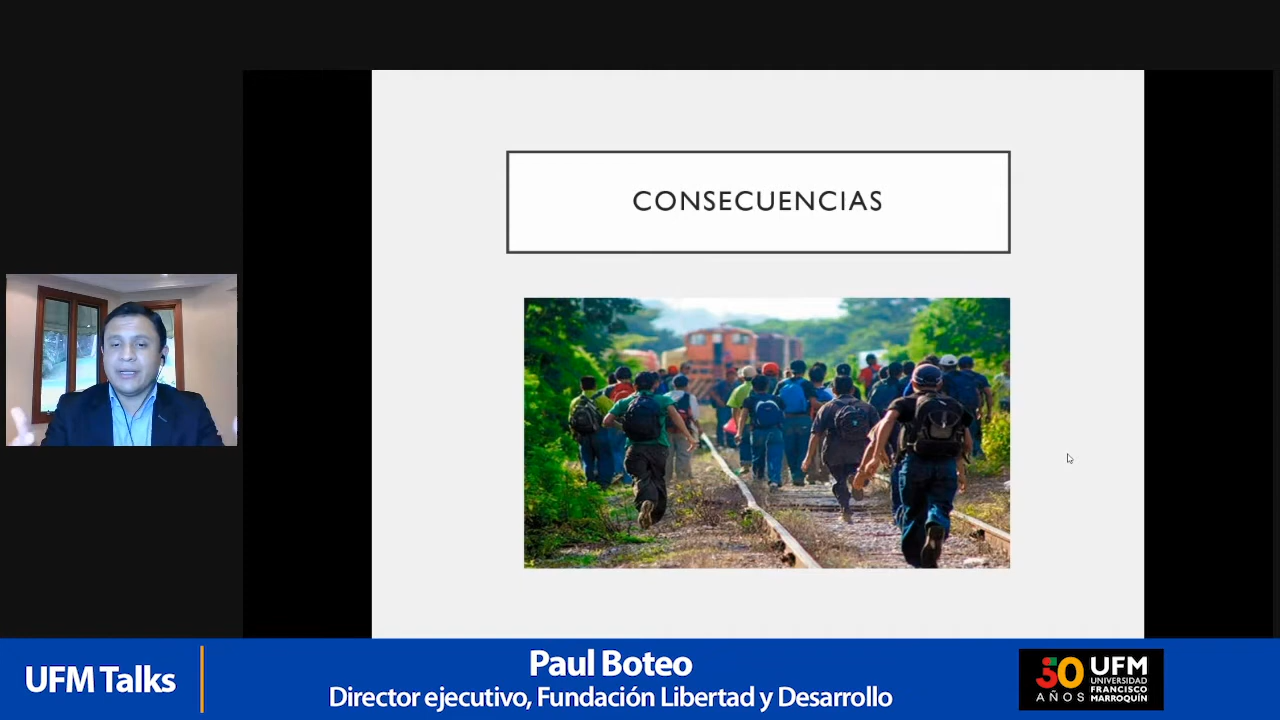 CONSECUENCIAS
UFM Talks
Paul Boteo
Director ejecutivo, Fundación Libertad y Desarrollo
50
AÑOS
UFM
UNIVERSIDAD
FRANCISCO
MARROQUÍN